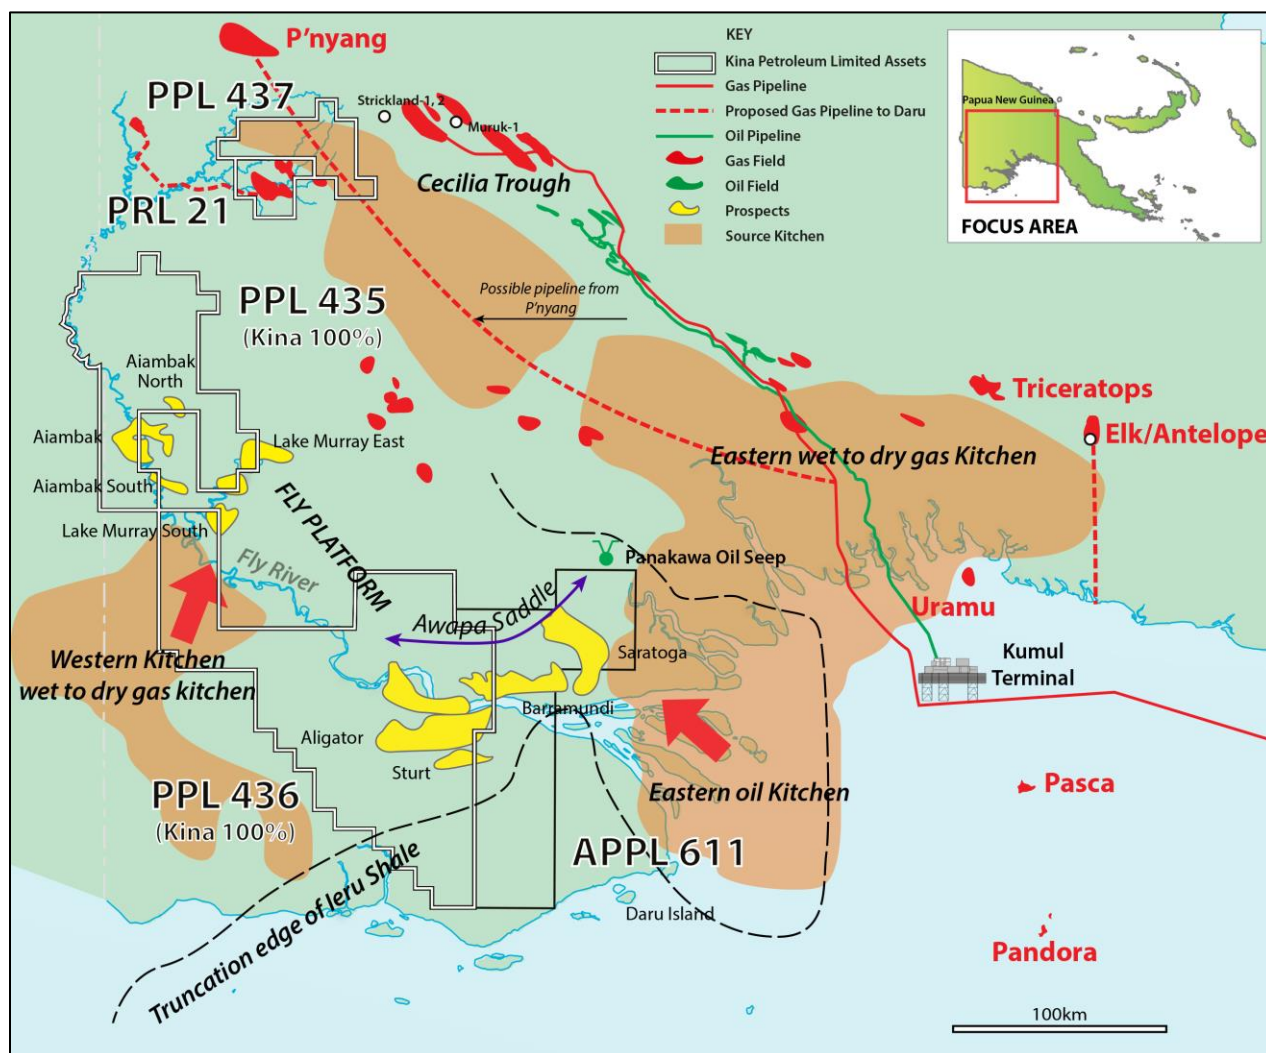 P'nyang
PPL 437
Strickland-1, 2
Muruk-1
Cecilia Trough
PRL 21
KEY
Kina Petroleum Limited Assets
Gas Pipeline
Proposed Gas Pipeline to Daru
Oil Pipeline
Gas Field
Oil Field
Prospects
Source Kitchen
Papua New Guinea
FOCUS AREA
PPL 435
(Kina 100%)
Possible pipeline from
P'nyang
Aiambak
North
Aiambak
Lake Murray East
Aiambak South
Lake Murray South
FLY PLATFORM
Fly River
Triceratops
Elk/Antelope
Eastern wet to dry gas Kitchen
Panakawa Oil Seep
Awapa Saddle
Uramu
Western Kitchen
wet to dry gas kitchen
Saratoga
Kumul
Terminal
Barramundi
Aligator
Sturt
Eastern oil Kitchen
Pasca
PPL 436
(Kina 100%)
APPL 611
Truncation edge of Ieru Shale
Daru Island
Pandora
100km